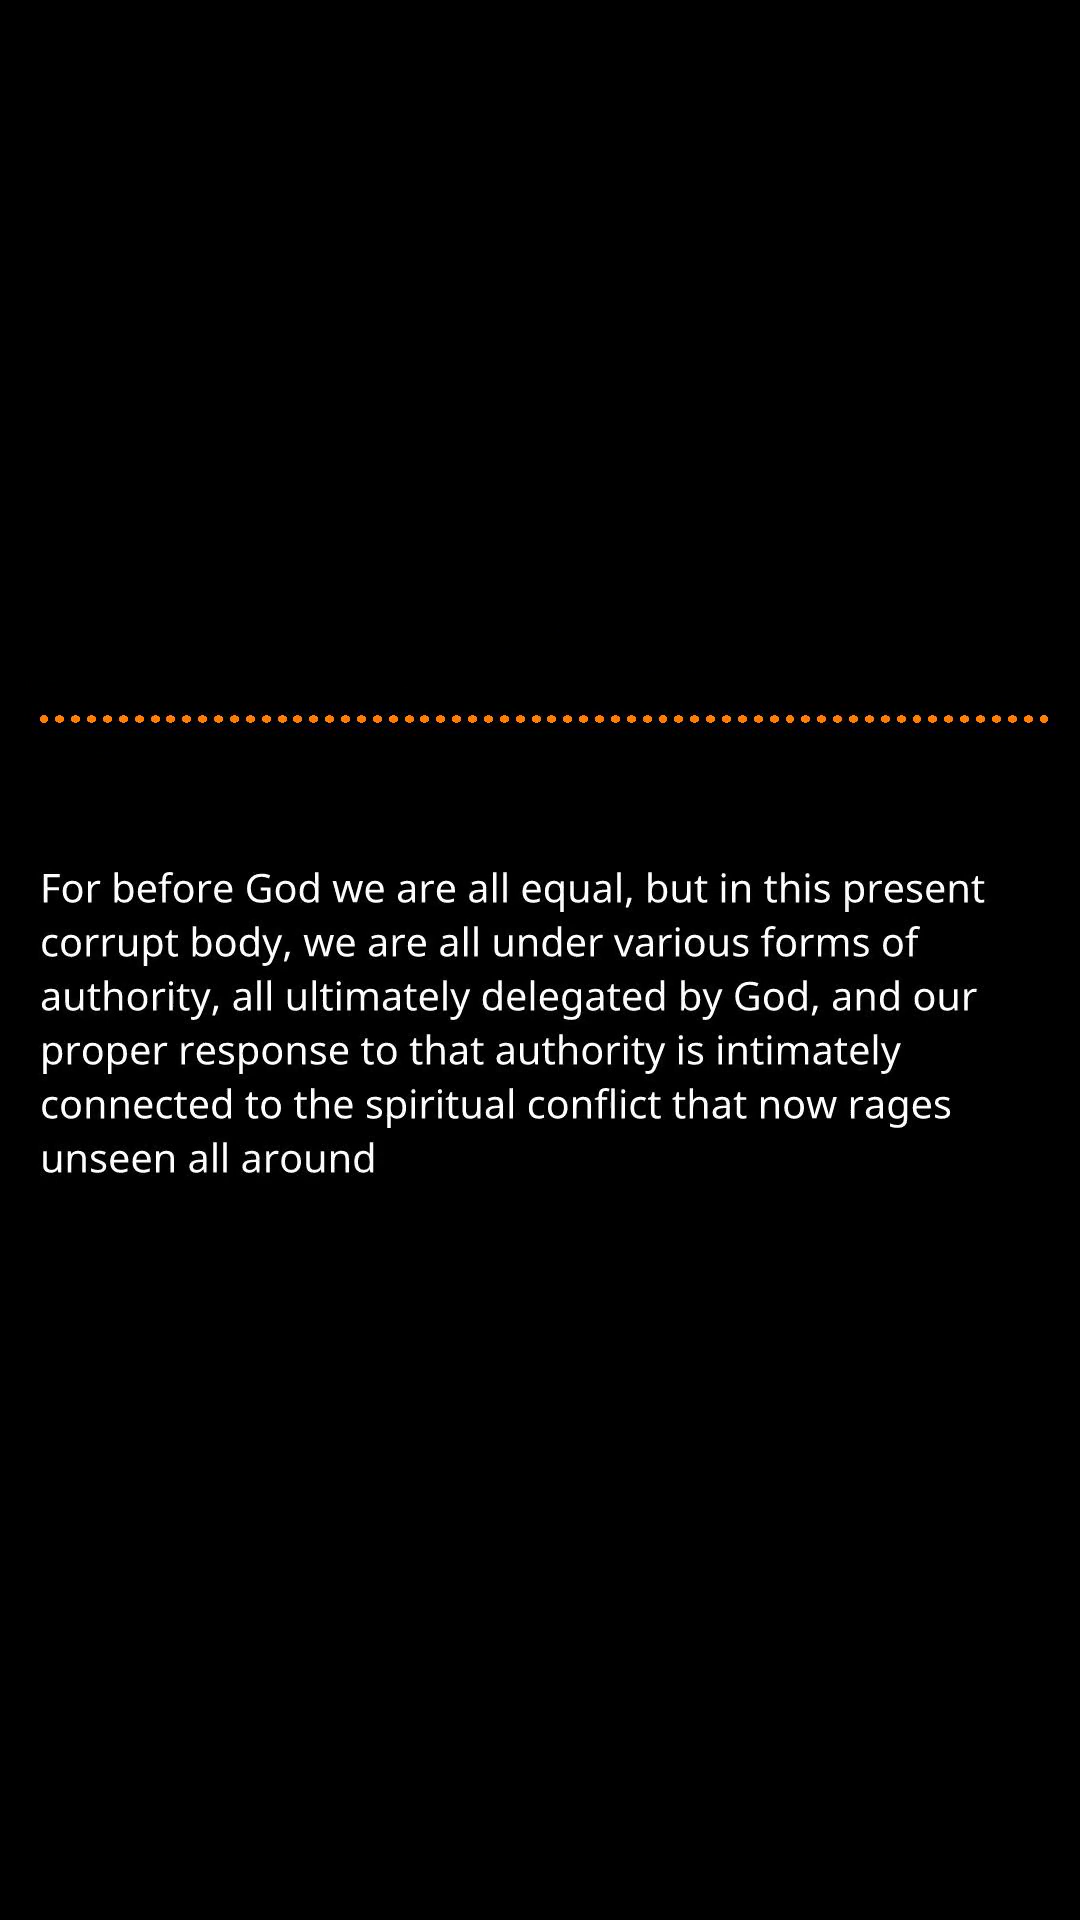 For before God we are all equal, but in this present
corrupt body, we are all under various forms of
authority, all ultimately delegated by God, and our
proper response to that authority is intimately
connected to the spiritual conflict that now rages
unseen all around